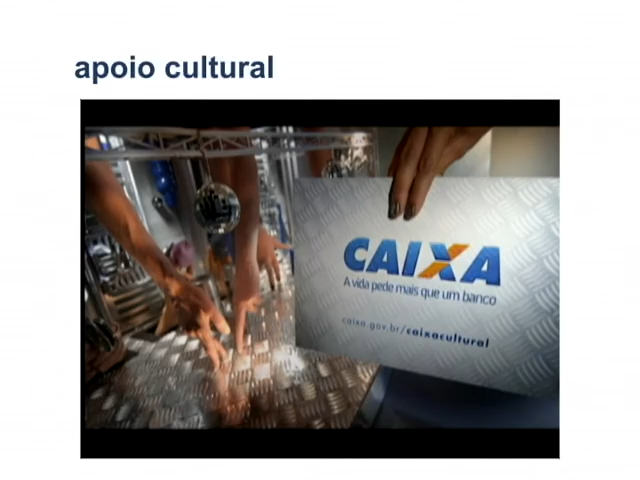 apoio cultural
CAIXA
A vida pede mais que um banco
caixa.gov.br/caixacultural